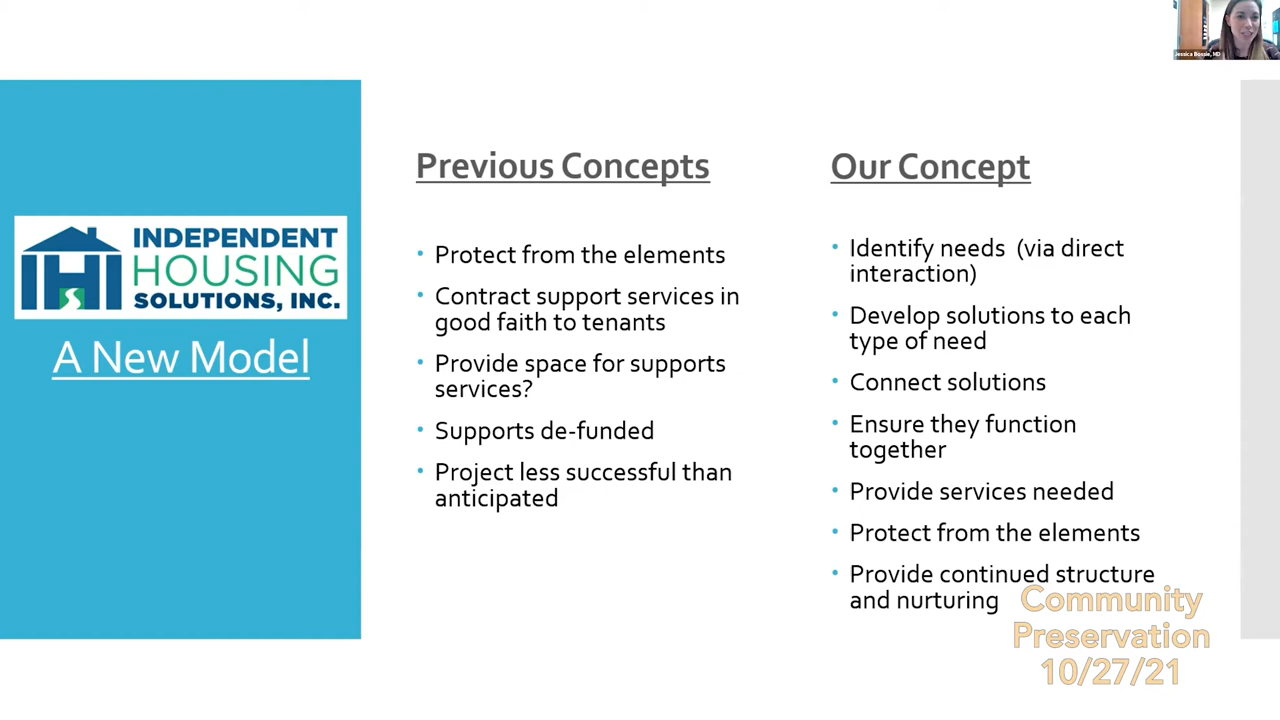 Jessica Bossie, MD
INDEPENDENT
HOUSING
SOLUTIONS, INC.
A New Model
Previous Concepts
• Protect from the elements
• Contract support services in
good faith to tenants
• Provide space for supports
services?
• Supports de-funded
• Project less successful than
anticipated
Our Concept
• Identify needs (via direct
interaction)
• Develop solutions to each
type of need
• Connect solutions
• Ensure they function
together
• Provide services needed
• Protect from the elements
• Provide continued structure
and nurturing
Community
Preservation
10/27/21